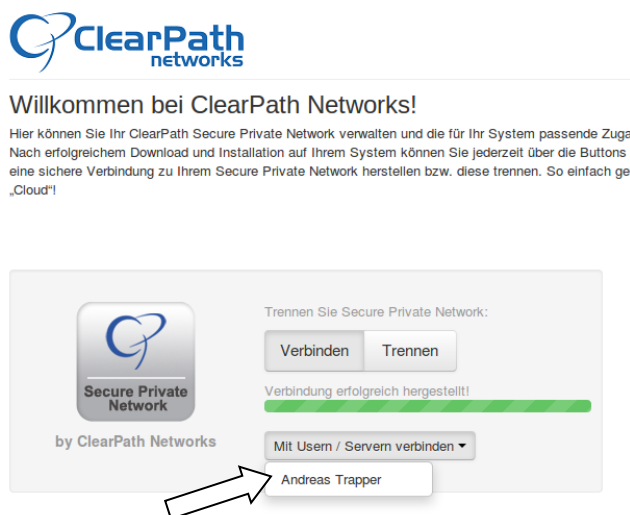 ClearPath
networks
Willkommen bei ClearPath Networks!
Hier können Sie Ihr ClearPath Secure Private Network verwalten und die für Ihr System passende Zuga
Nach erfolgreichem Download und Installation auf Ihrem System können Sie jederzeit über die Buttons
eine sichere Verbindung zu Ihrem Secure Private Network herstellen bzw. diese trennen. So einfach ge
„Cloud“!
Trennen Sie Secure Private Network:
Verbinden Trennen
Secure Private
Network
Verbindung erfolgreich hergestellt!
by ClearPath Networks
Mit Usern / Servern verbinden
Andreas Trapper